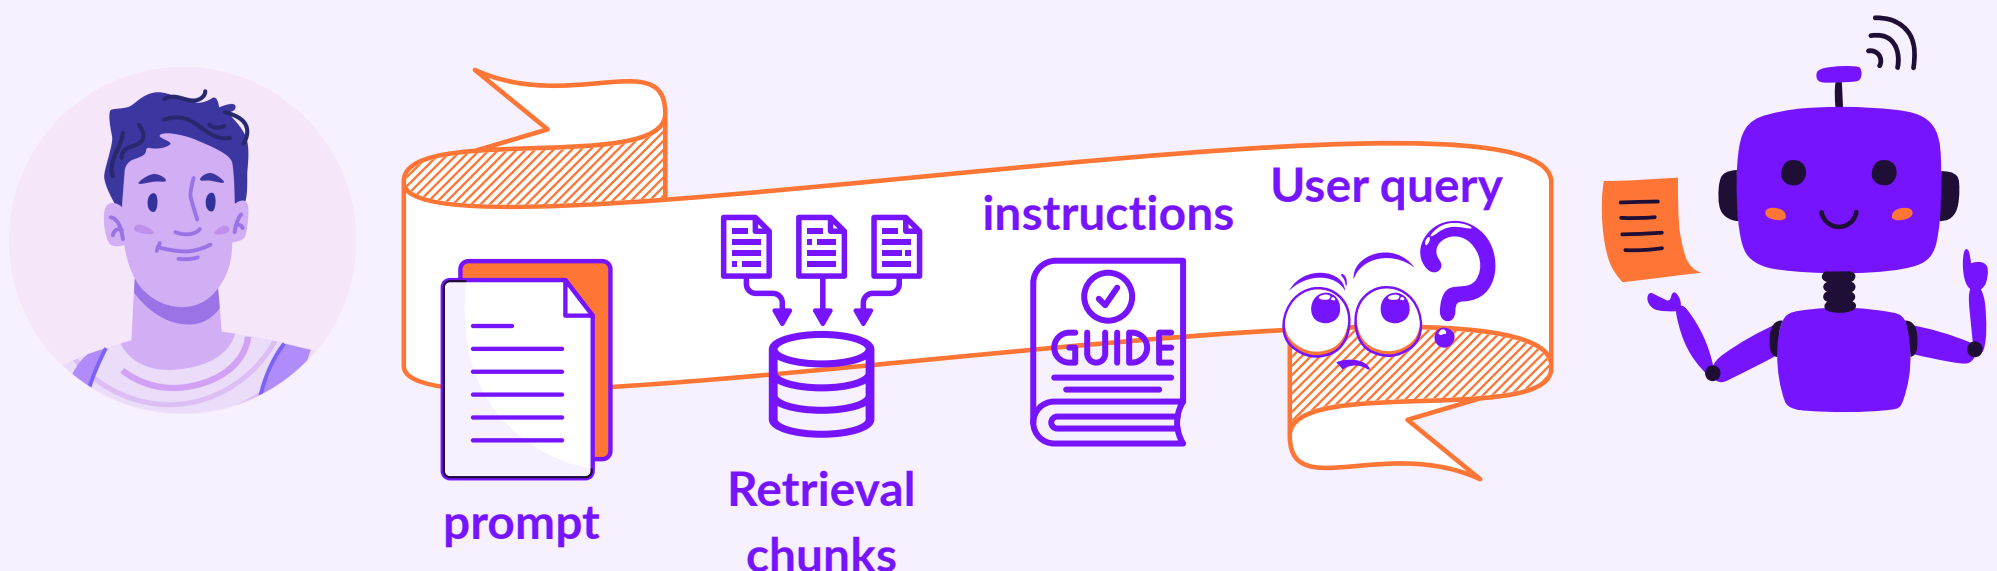 prompt
Retrieval
chunks
instructions
GUIDE
User query